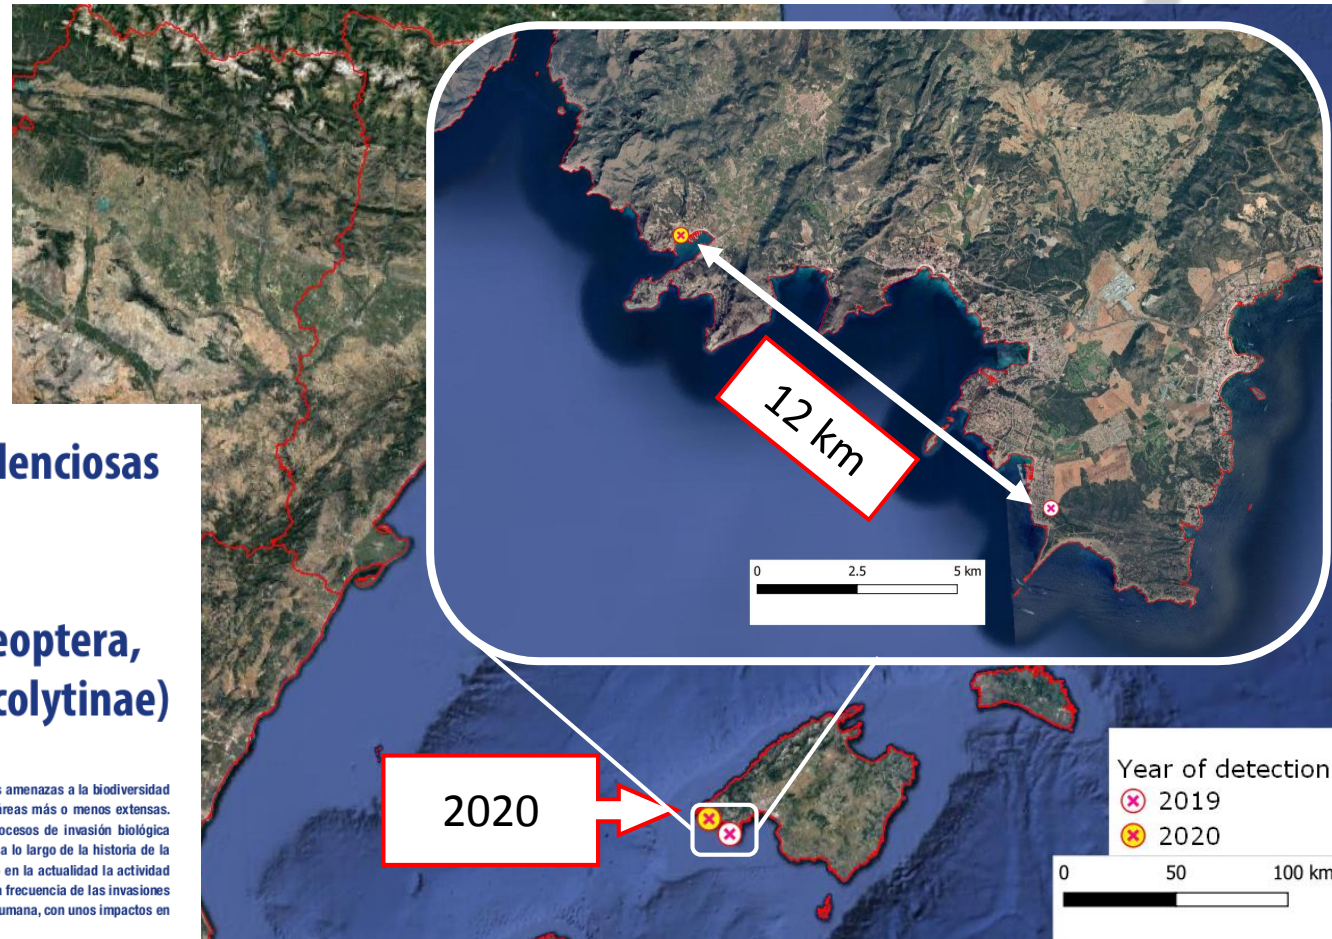 12 km
0 2.5 5 km
2020
Year of detection
2019
2020
0 50 100 km
lenciosas
eoptera,
colytinae)
s amenazas a la biodiversidad
áreas más o menos extensas.
ocesos de invasión biológica
a lo largo de la historia de la
en la actualidad la actividad
a frecuencia de las invasiones
umana, con unos impactos en